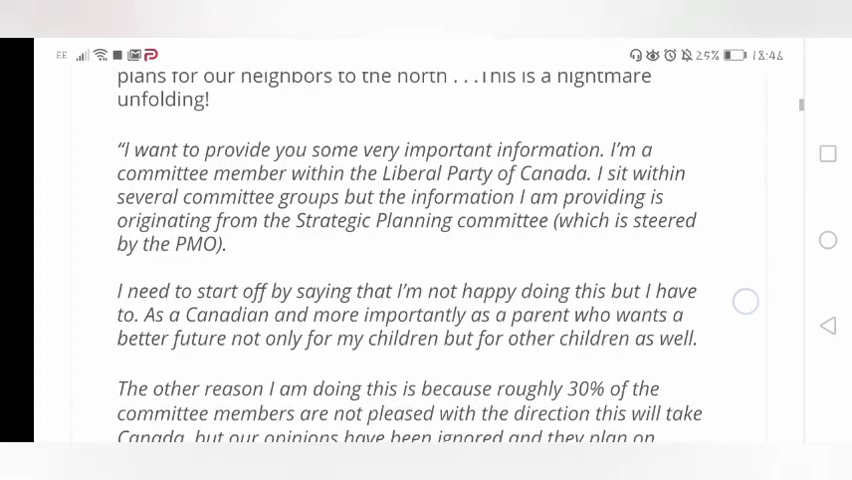 EE 25% 18:46
plans for our neighbors to the north . . .This is a nightmare
unfolding!
“I want to provide you some very important information. I’m a
committee member within the Liberal Party of Canada. I sit within
several committee groups but the information I am providing is
originating from the Strategic Planning committee (which is steered
by the PMO).
I need to start off by saying that I’m not happy doing this but I have
to. As a Canadian and more importantly as a parent who wants a
better future not only for my children but for other children as well.
The other reason I am doing this is because roughly 30% of the
committee members are not pleased with the direction this will take
Canada, but our opinions have been ignored and they plan on